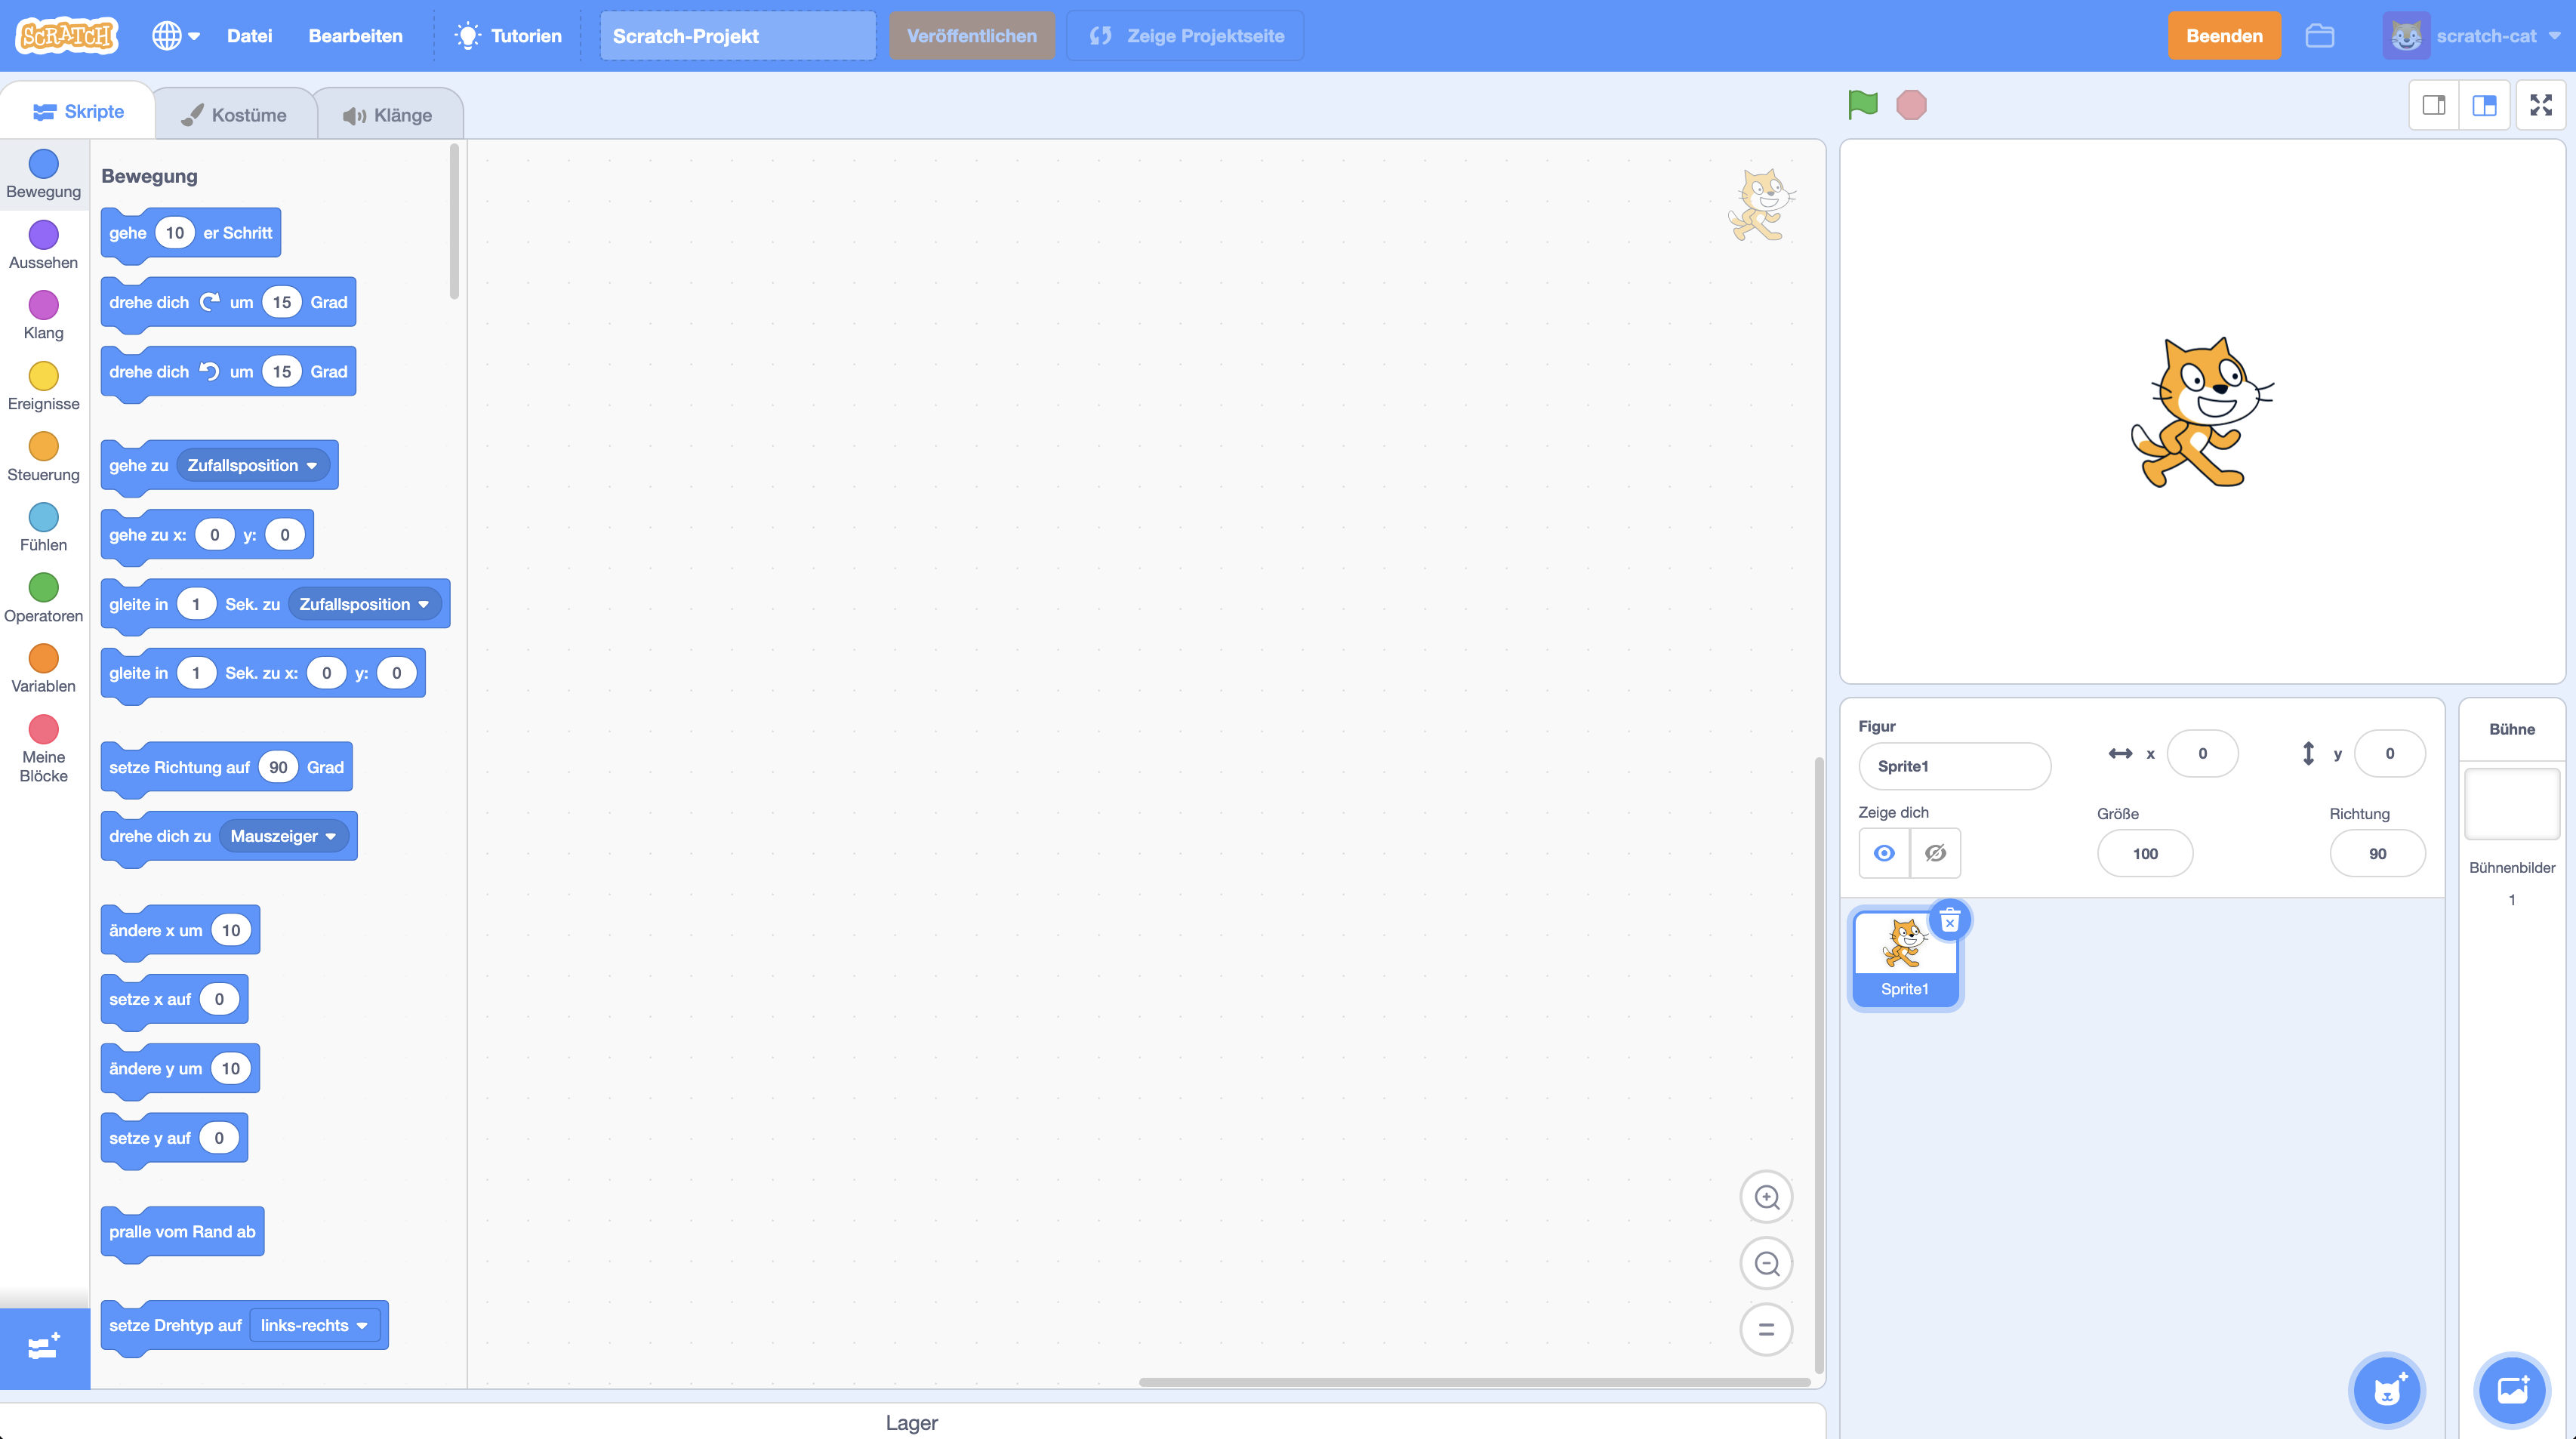 SCRATCH
Datei
Bearbeiten
Tutorien
Scratch-Projekt
Veröffentlichen
Zeige Projektseite
Beenden
scratch-cat
Skripte
Kostüme
Klänge
Bewegung
Aussehen
Klang
Ereignisse
Steuerung
Fühlen
Operatoren
Variablen
Meine
Blöcke
Bewegung
gehe 10 er Schritt
drehe dich um 15 Grad
drehe dich um 15 Grad
gehe zu Zufallsposition
gehe zu x: 0 y: 0
gleite in 1 Sek. zu Zufallsposition
gleite in 1 Sek. zu x: 0 y: 0
setze Richtung auf 90 Grad
drehe dich zu Mauszeiger
ändere x um 10
setze x auf 0
ändere y um 10
setze y auf 0
pralle vom Rand ab
setze Drehtyp auf links-rechts
Lager
Figur
Sprite1
x 0
y 0
Zeige dich
Größe
100
Richtung
90
Sprite1
Bühne
Bühnenbilder
1